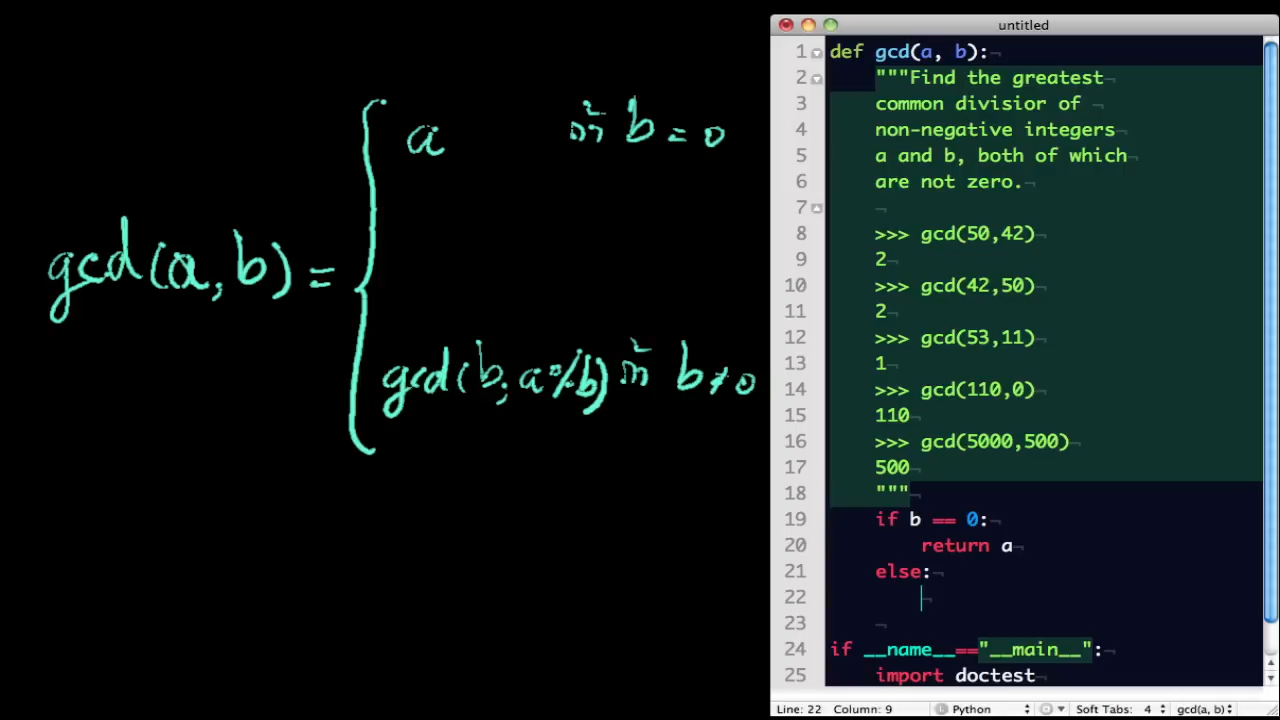 a ถ้า b = 0
gcd(a, b) =
gcd(b, a%b) ถ้า b ≠ 0
untitled
1 def gcd(a, b):
2 """Find the greatest
3 common divisior of
4 non-negative integers
5 a and b, both of which
6 are not zero.
7
8 >>> gcd(50,42)
9 2
10 >>> gcd(42,50)
11 2
12 >>> gcd(53,11)
13 1
14 >>> gcd(110,0)
15 110
16 >>> gcd(5000,500)
17 500
18 """
19 if b == 0:
20 return a
21 else:
22
23
24 if __name__=="__main__":
25 import doctest
Line: 22 Column: 9 Python Soft Tabs: 4 gcd(a, b)